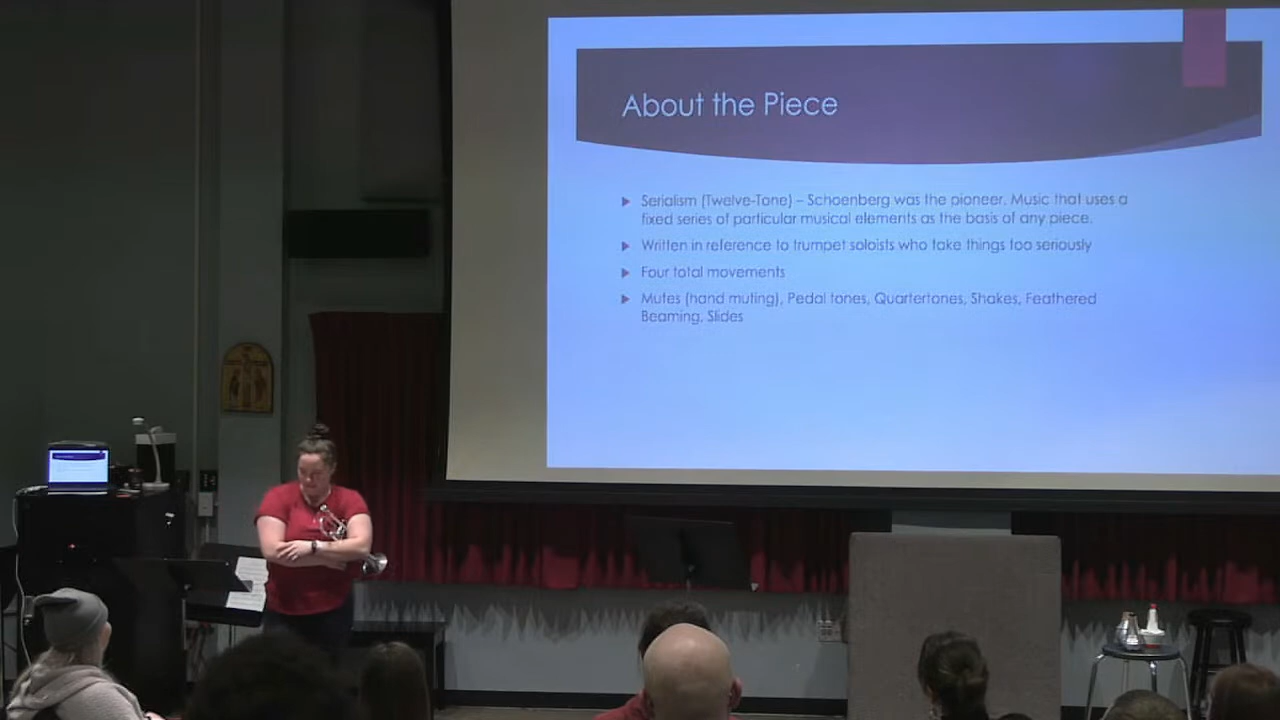 About the Piece
Serialism (Twelve-Tone) – Schoenberg was the pioneer. Music that uses a
fixed series of particular musical elements as the basis of any piece.
Written in reference to trumpet soloists who take things too seriously
Four total movements
Mutes (hand muting), Pedal tones, Quartertones, Shakes, Feathered
Beaming, Slides